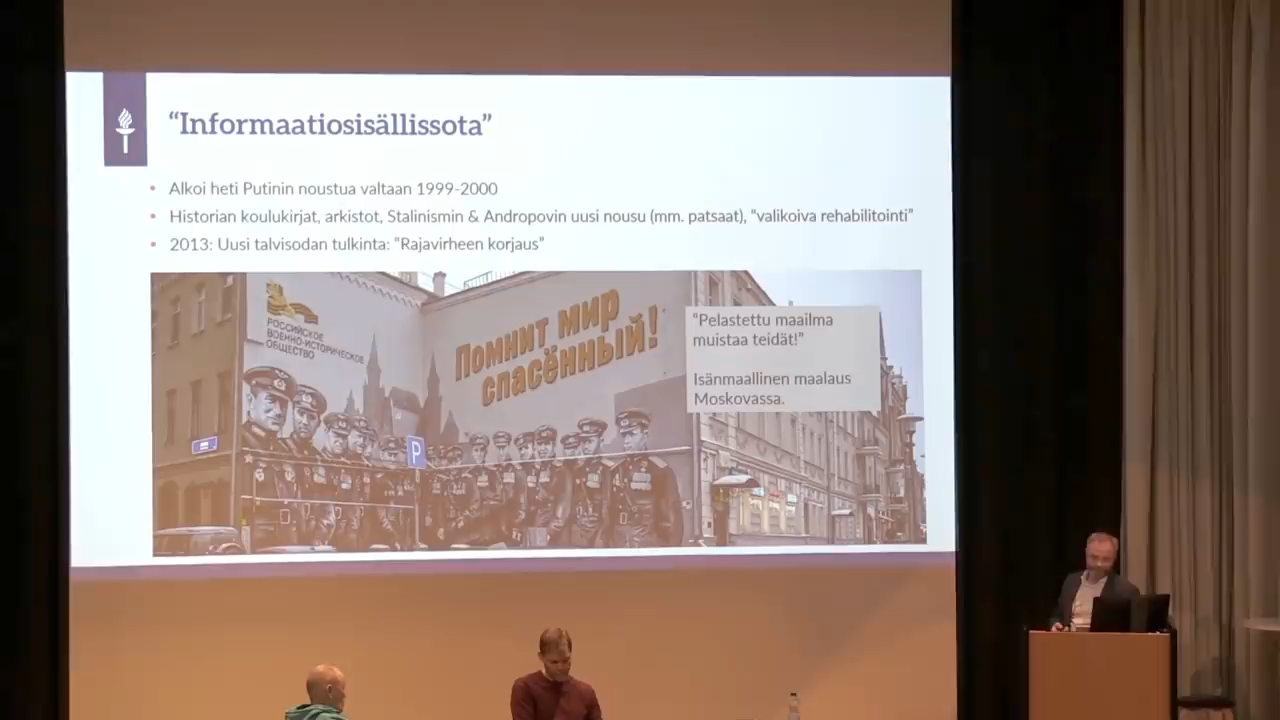 “Informaatiosisällissota”
• Alkoi heti Putinin noustua valtaan 1999-2000
• Historian koulukirjat, arkistot, Stalinismin & Andropovin uusi nousu (mm. patsaat), “valikoiva rehabilitointi”
• 2013: Uusi talvisodan tulkinta: “Rajavirheen korjaus”
РОССИЙСКОЕ
ВОЕННО-ИСТОРИЧЕСКОЕ
ОБЩЕСТВО
Помнит мир
спасённый!
“Pelastettu maailma
muistaa teidät!”
Isänmaallinen maalaus
Moskovassa.
P